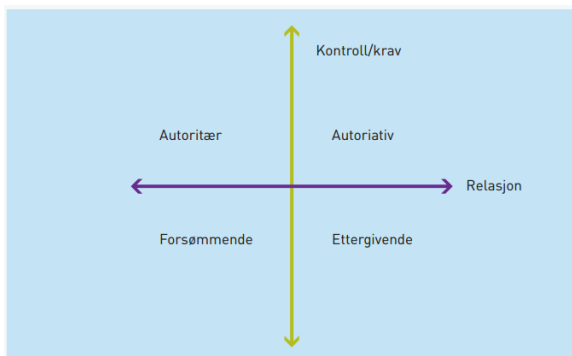 Kontroll/krav
Autoritær
Autoriativ
Relasjon
Forsømmende
Ettergivende